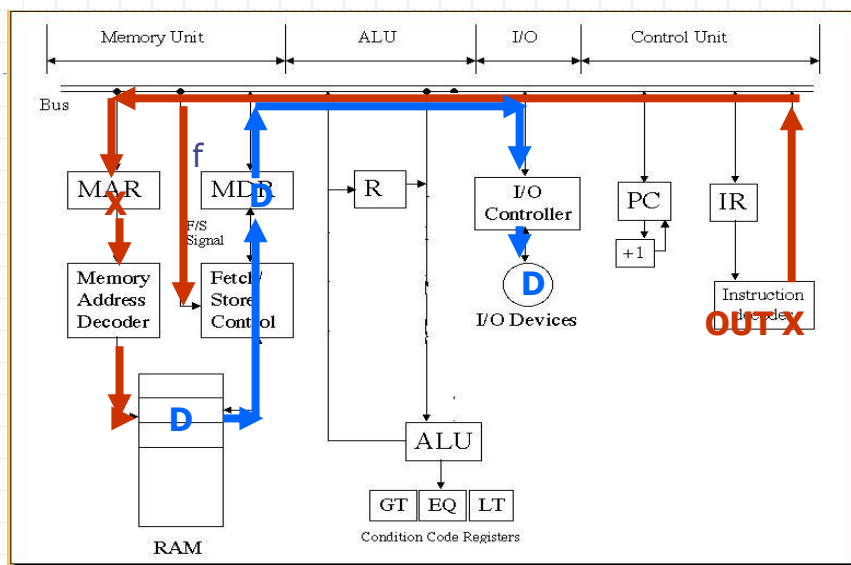 Memory Unit
ALU
I/O
Control Unit
Bus
f
MAR
X
MDR
D
R
I/O
Controller
PC
IR
F/S
Signal
+1
Memory
Address
Decoder
Fetch/
Store
Control
D
I/O Devices
Instruction
decoder
OUT X
D
ALU
GT
EQ
LT
Condition Code Registers
RAM